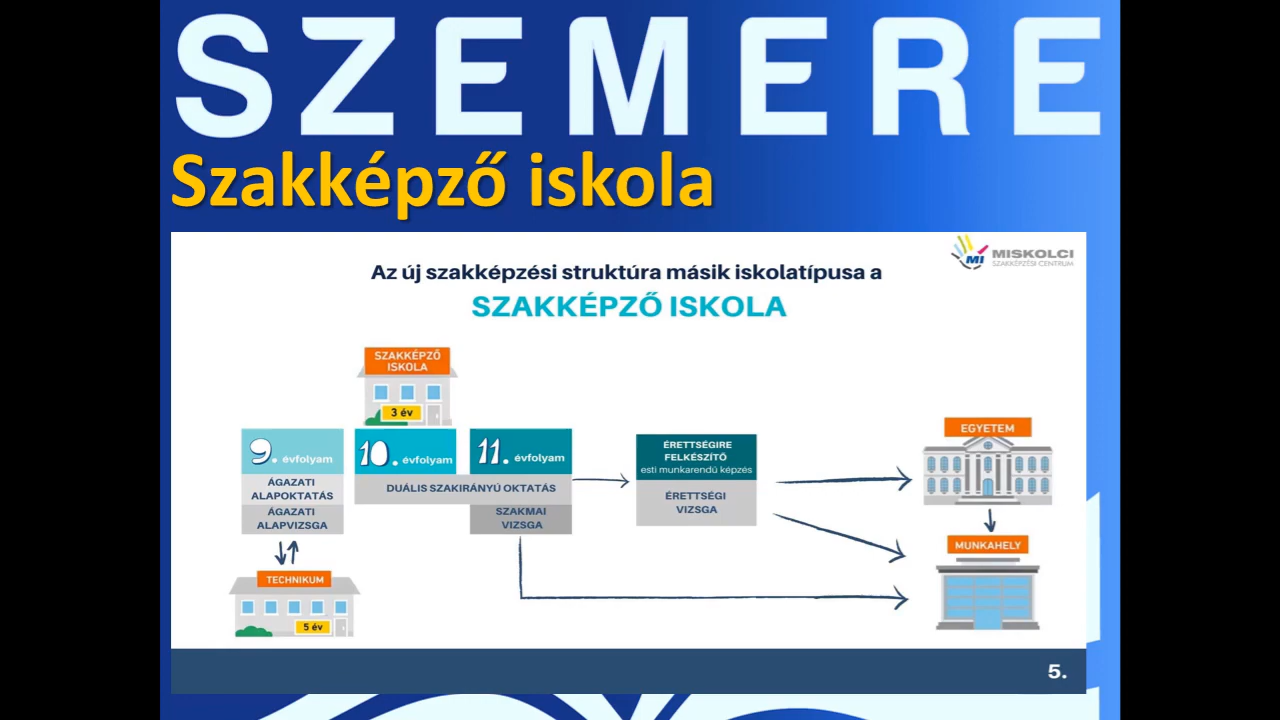 SZEMERE
Szakképző iskola
MISKOLCI
SZAKKÉPZÉSI CENTRUM
Az új szakképzési struktúra másik iskolatípusa a
SZAKKÉPZŐ ISKOLA
SZAKKÉPZŐ
ISKOLA
3 év
9. évfolyam
10. évfolyam
11. évfolyam
ÁGAZATI
ALAPOKTATÁS
ÁGAZATI
ALAPVIZSGA
DUÁLIS SZAKIRÁNYÚ OKTATÁS
SZAKMAI
VIZSGA
ÉRETTSÉGIRE
FELKÉSZÍTŐ
esti munkarendű képzés
ÉRETTSÉGI
VIZSGA
EGYETEM
MUNKAHELY
TECHNIKUM
5 év
5.